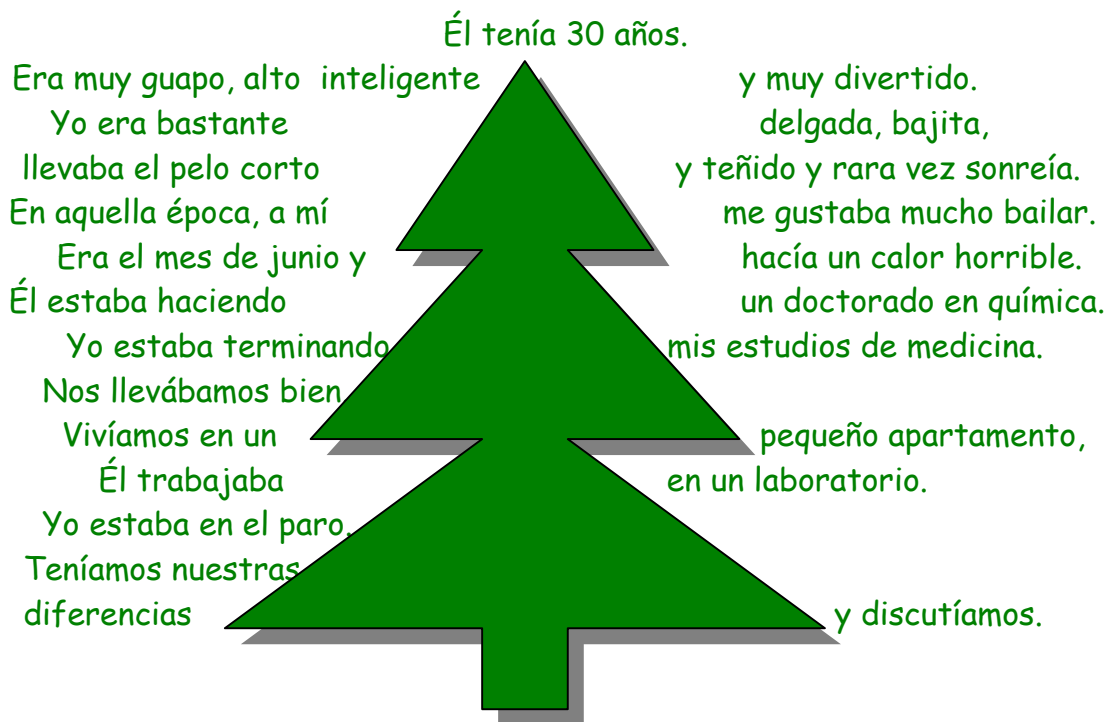 Él tenía 30 años.
Era muy guapo, alto inteligente y muy divertido.
Yo era bastante delgada, bajita,
llevaba el pelo corto y teñido y rara vez sonreía.
En aquella época, a mí me gustaba mucho bailar.
Era el mes de junio y hacía un calor horrible.
Él estaba haciendo un doctorado en química.
Yo estaba terminando mis estudios de medicina.
Nos llevábamos bien
Vivíamos en un pequeño apartamento,
Él trabajaba en un laboratorio.
Yo estaba en el paro.
Teníamos nuestras
diferencias y discutíamos.